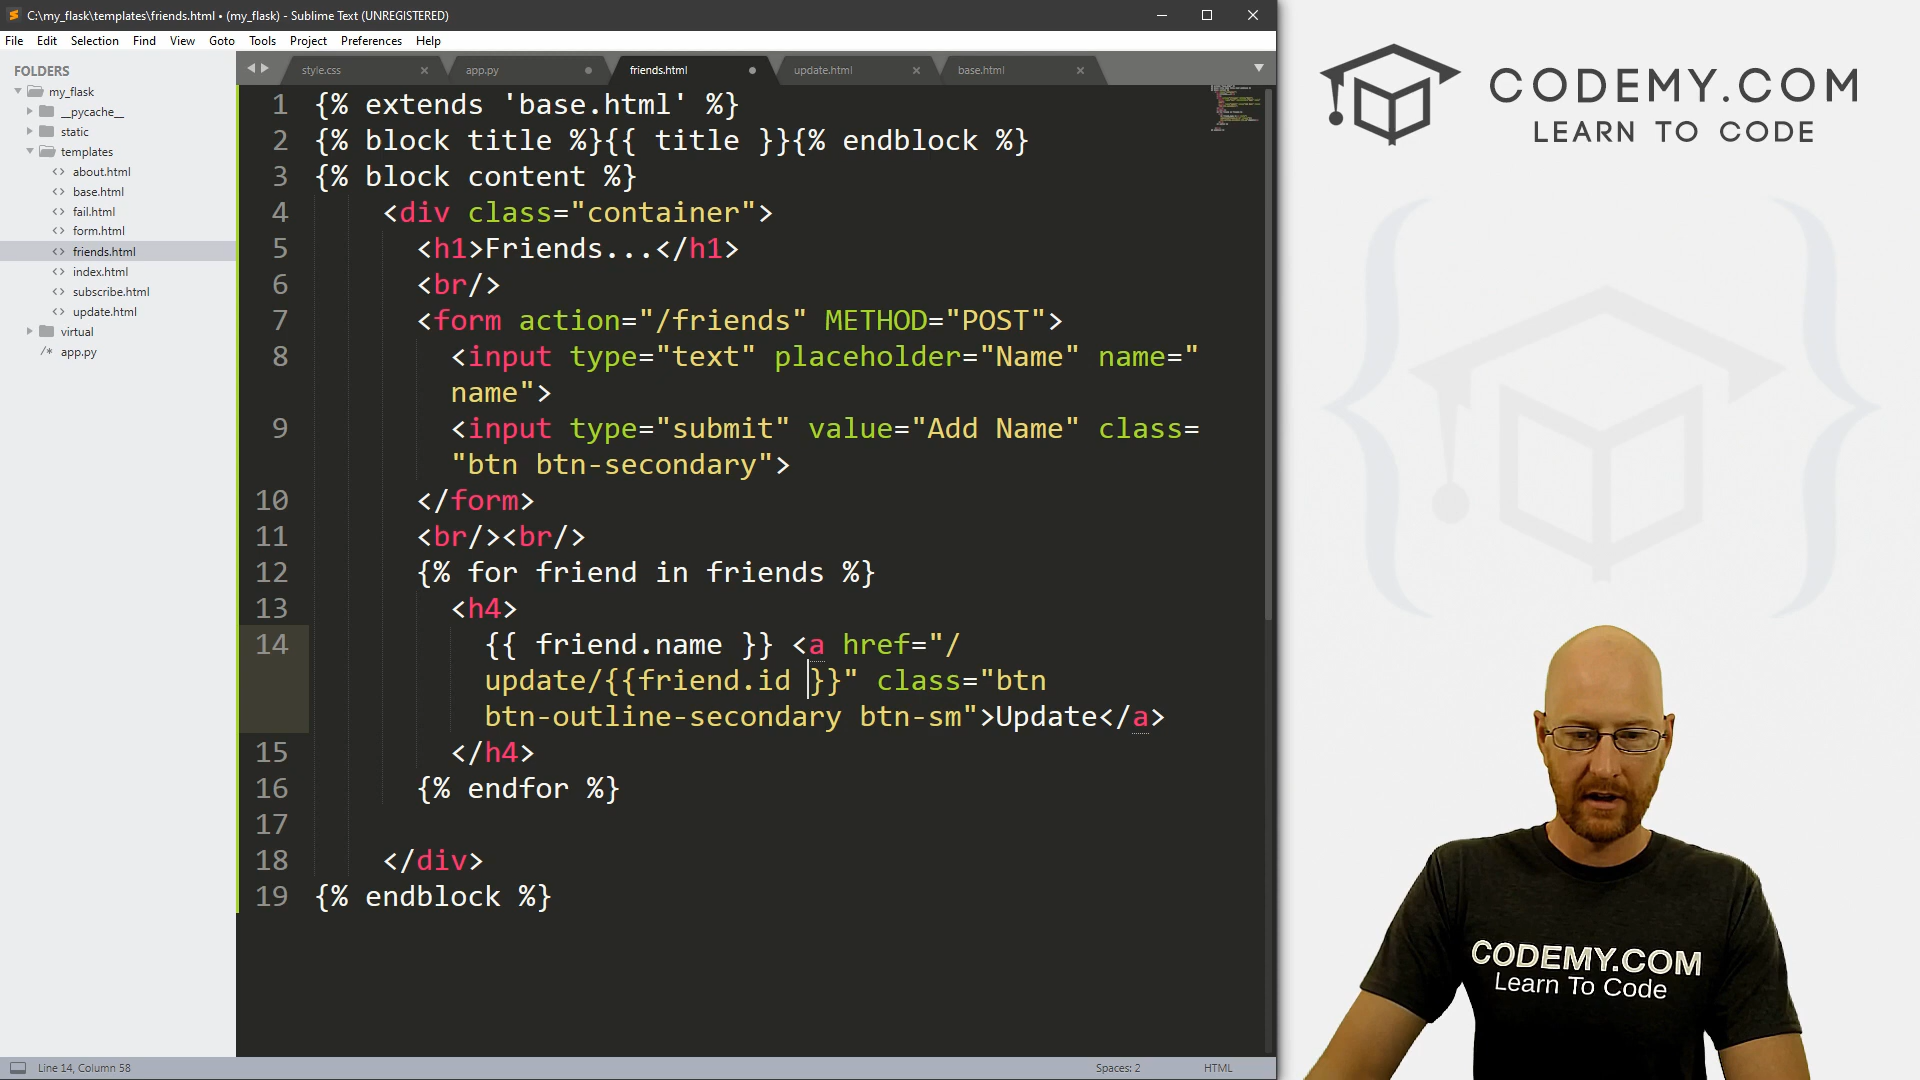 C:\my_flask\templates\friends.html • (my_flask) - Sublime Text (UNREGISTERED)
File Edit Selection Find View Goto Tools Project Preferences Help
FOLDERS
my_flask
__pycache__
static
templates
about.html
base.html
fail.html
form.html
friends.html
index.html
subscribe.html
update.html
virtual
app.py
style.css app.py friends.html update.html base.html
1 {% extends 'base.html' %}
2 {% block title %}{{ title }}{% endblock %}
3 {% block content %}
4 <div class="container">
5 <h1>Friends...</h1>
6 <br/>
7 <form action="/friends" METHOD="POST">
8 <input type="text" placeholder="Name" name="
name">
9 <input type="submit" value="Add Name" class=
"btn btn-secondary">
10 </form>
11 <br/><br/>
12 {% for friend in friends %}
13 <h4>
14 {{ friend.name }} <a href="/
update/{{friend.id }}" class="btn
btn-outline-secondary btn-sm">Update</a>
15 </h4>
16 {% endfor %}
17
18 </div>
19 {% endblock %}
Line 14, Column 58
Spaces: 2
HTML
CODEMY.COM
LEARN TO CODE
CODEMY.COM
Learn To Code